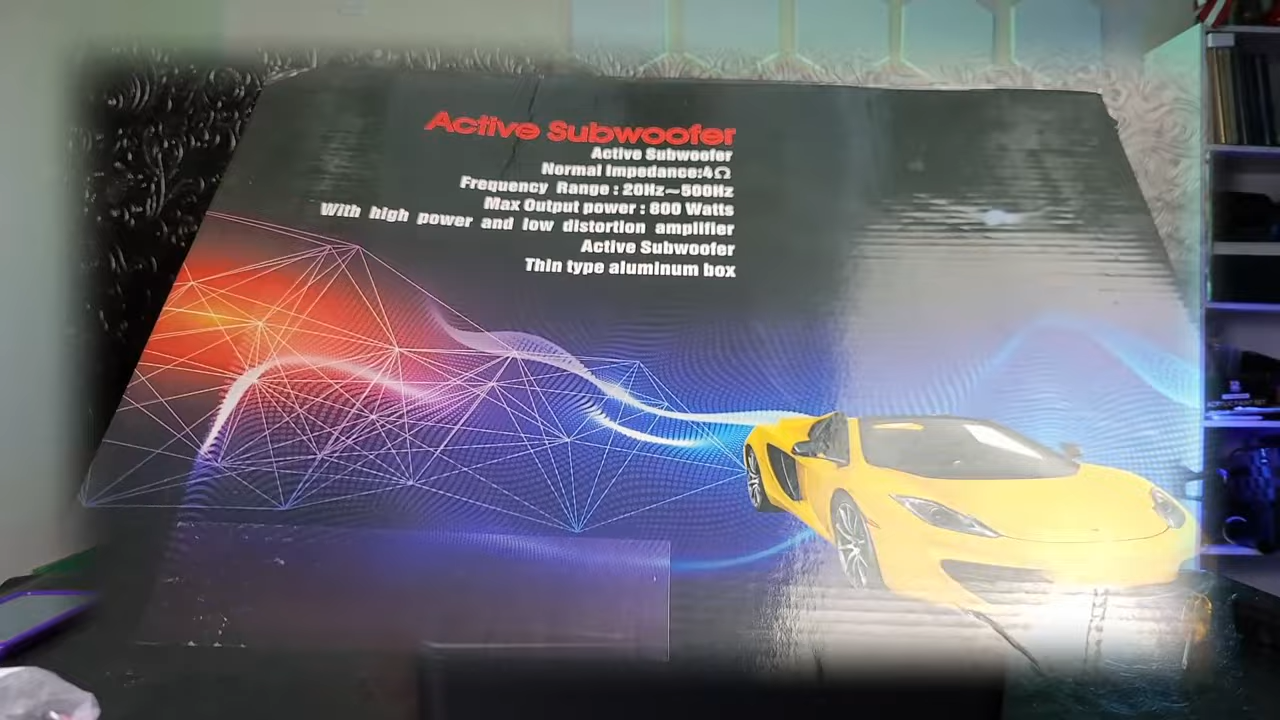 Active Subwoofer
Active Subwoofer
Normal Impedance:4Ω
Frequency Range : 20Hz~500Hz
Max Output power : 800 Watts
With high power and low distortion amplifier
Active Subwoofer
Thin type aluminum box